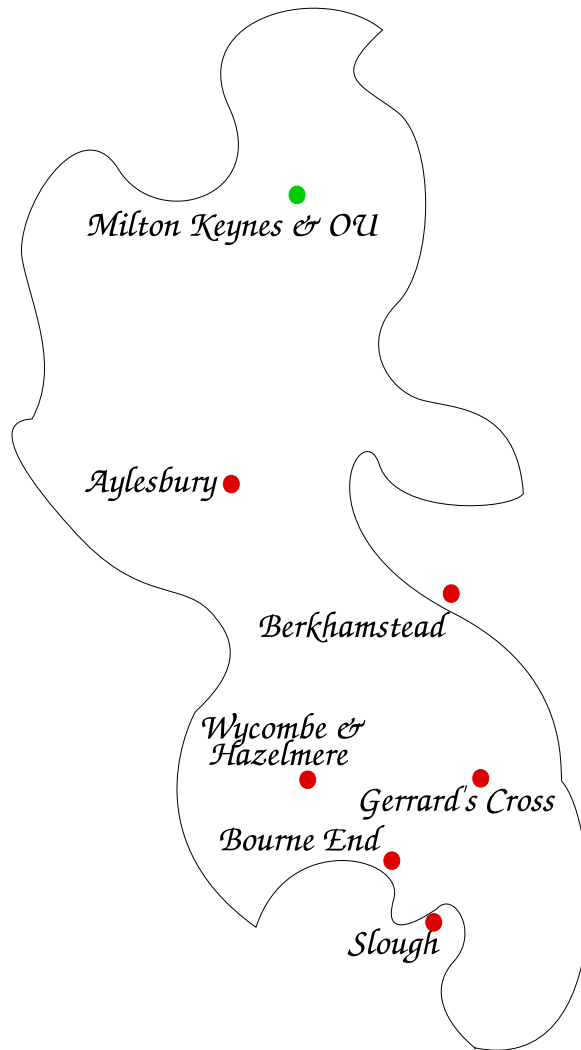 Milton Keynes & OU
Aylesbury
Berkhamstead
Wycombe &
Hazelmere
Gerrard's Cross
Bourne End
Slough